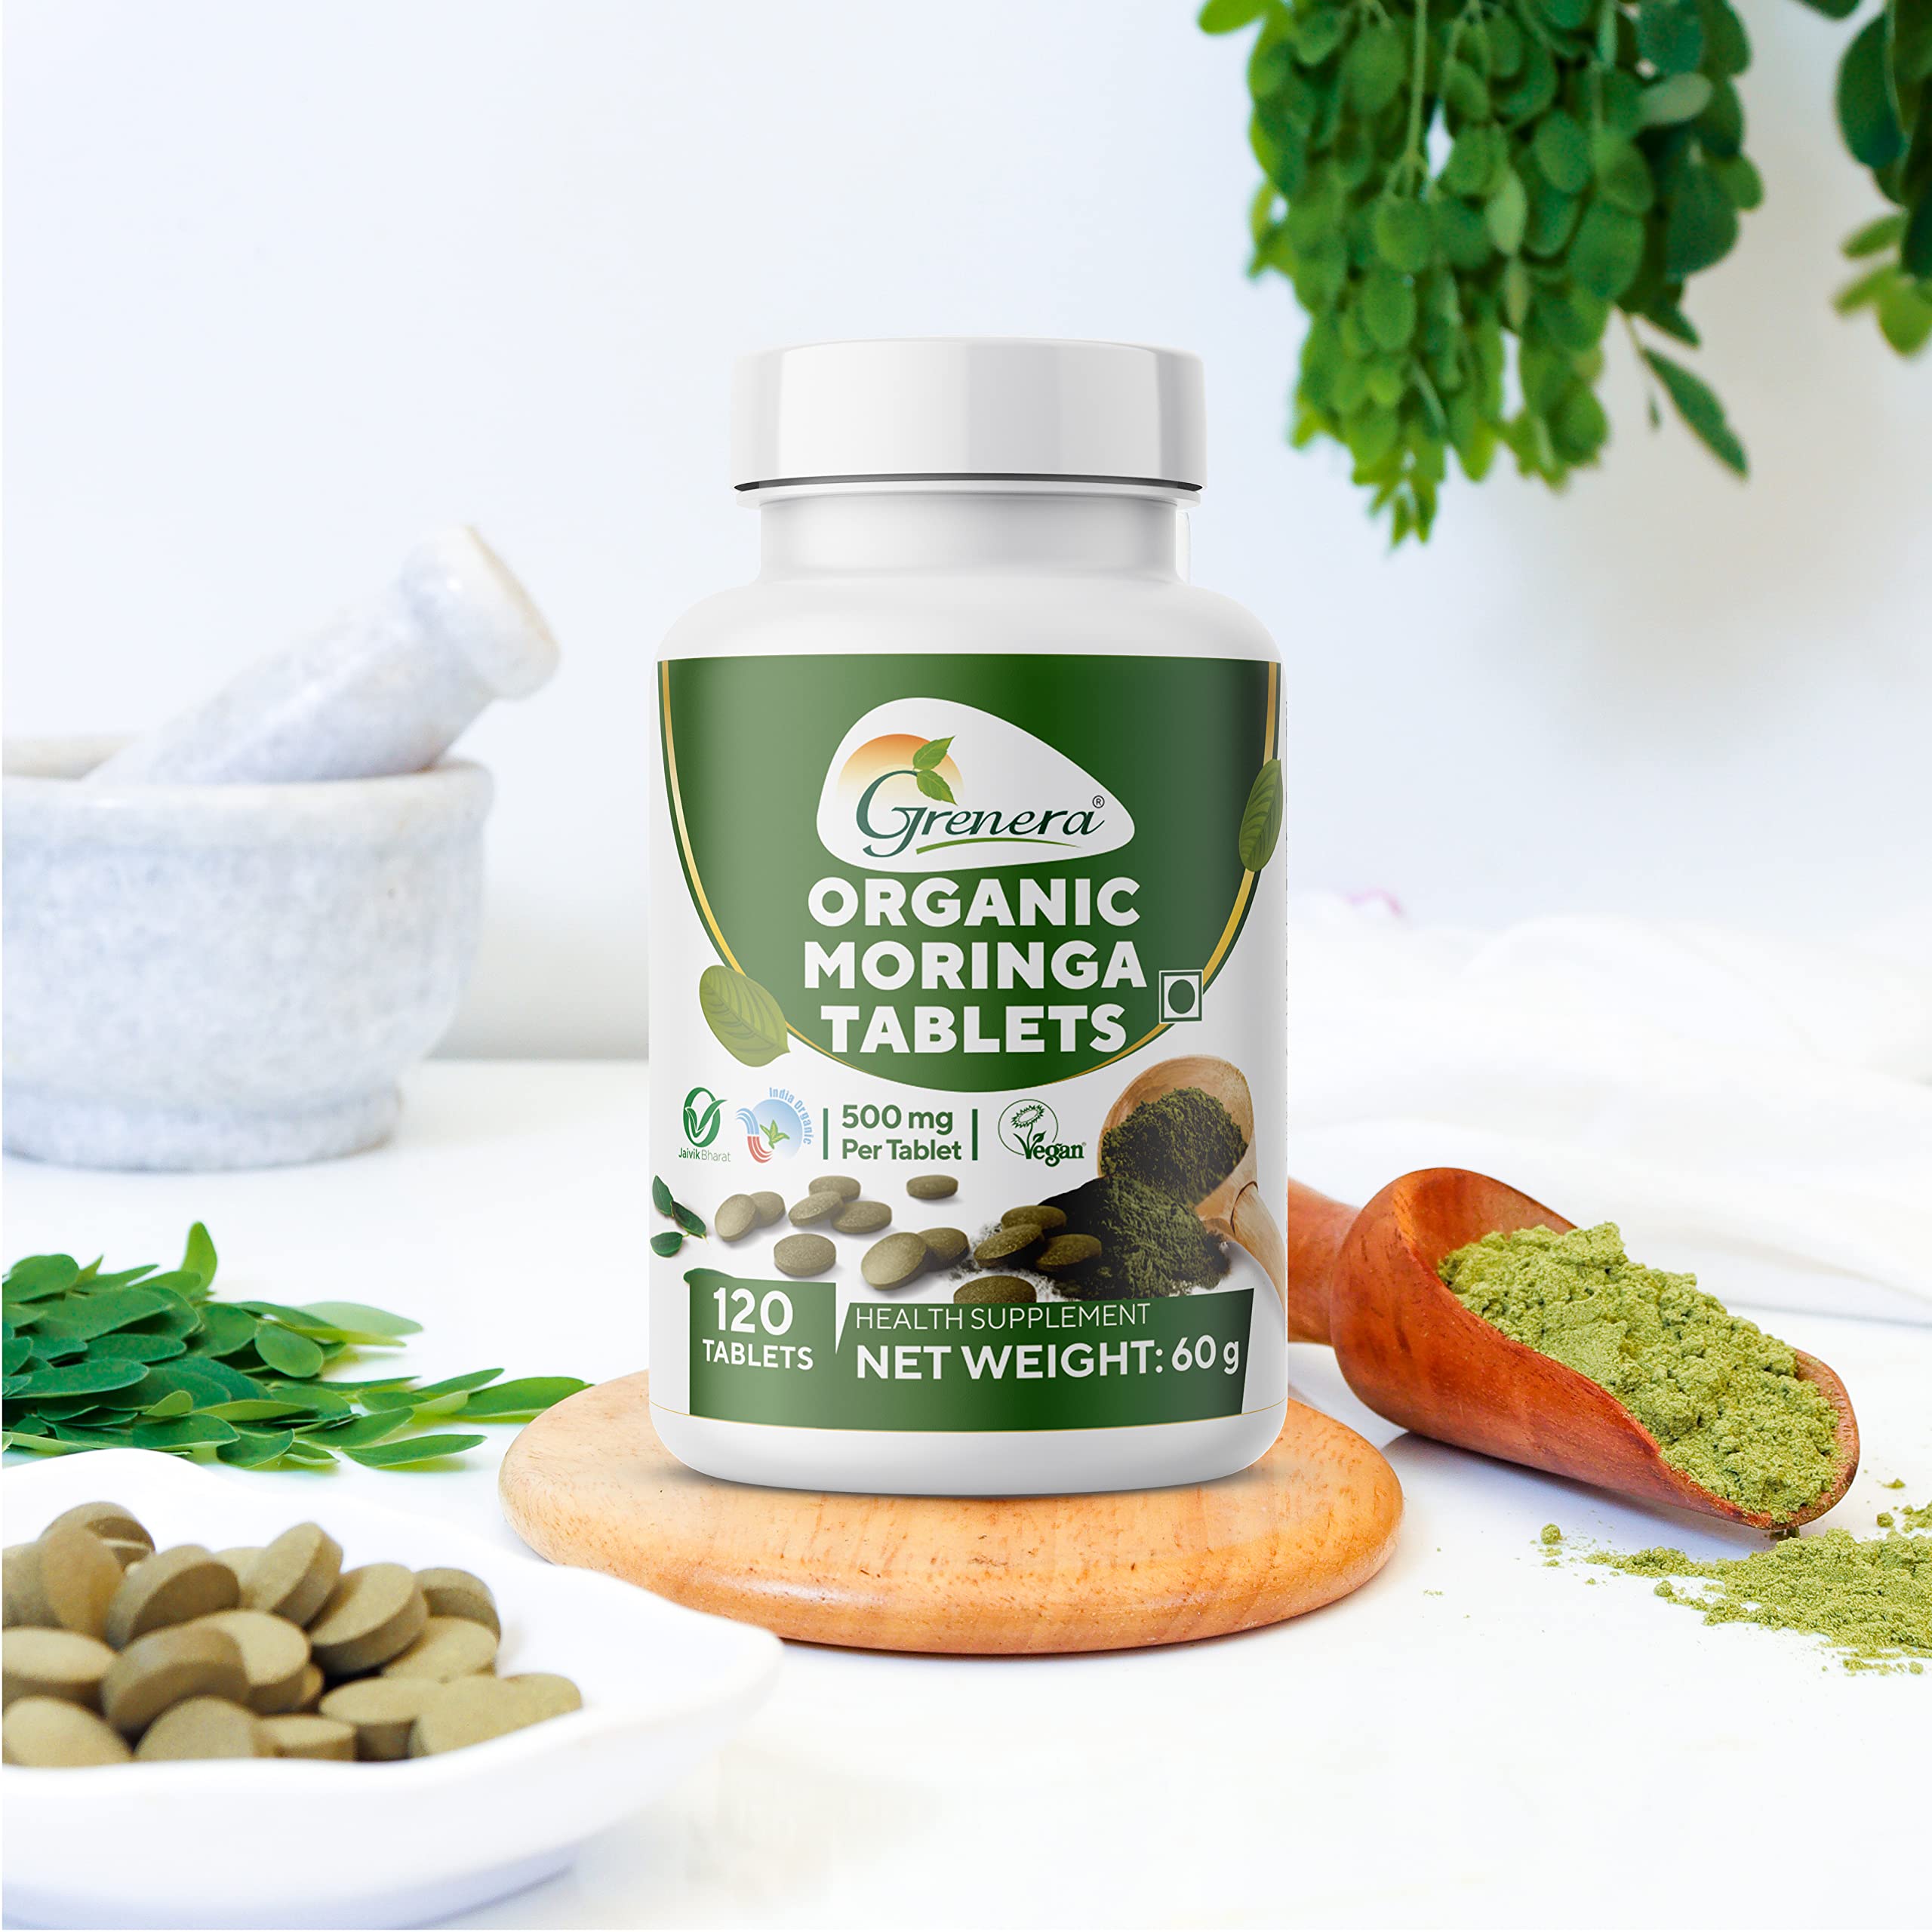 Grenera®
ORGANIC
MORINGA
TABLETS
Jaivik Bharat
India Organic
500 mg
Per Tablet
Vegan
120
TABLETS
HEALTH SUPPLEMENT
NET WEIGHT: 60 g